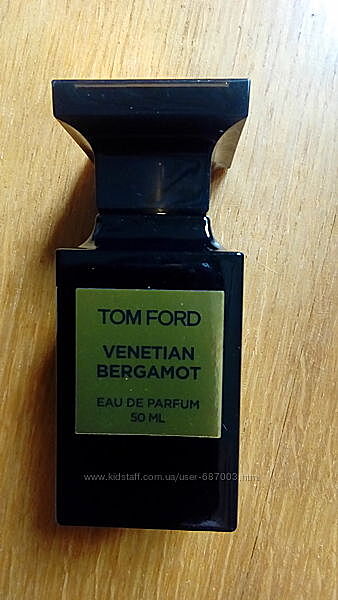 TOM FORD
VENETIAN
BERGAMOT
EAU DE PARFUM
50 ML
www.kidstaff.com.ua/user-687003